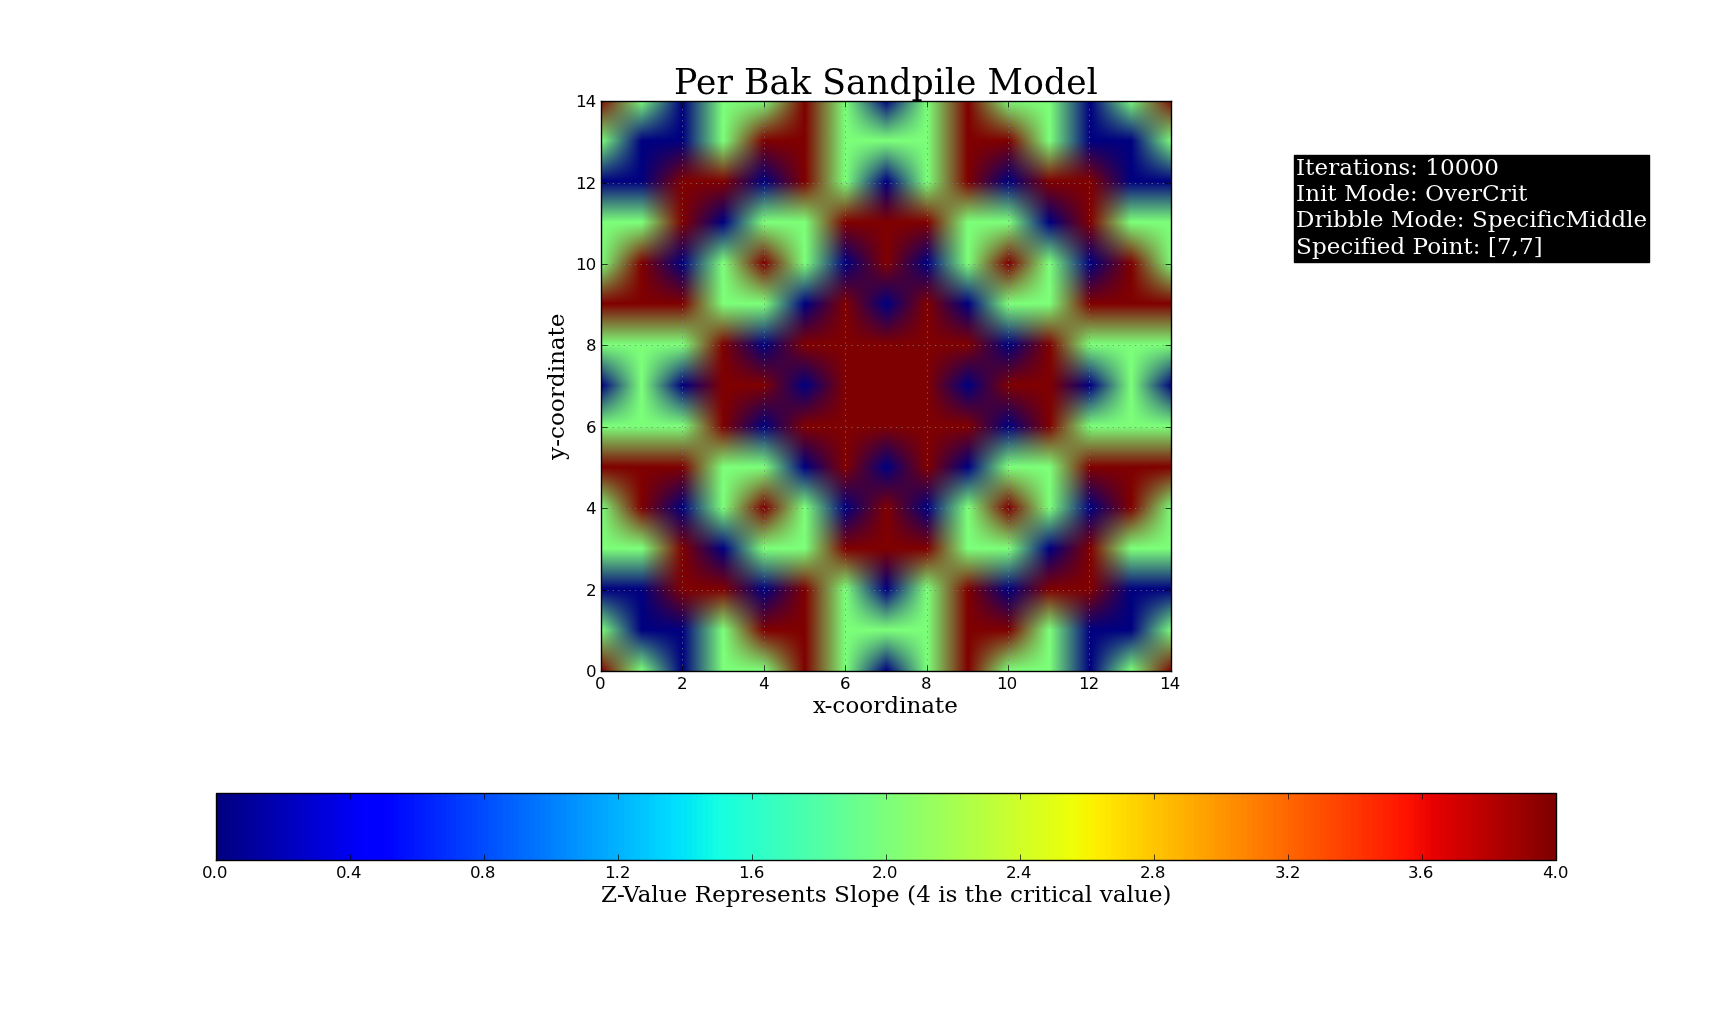 Per Bak Sandpile Model
14
12
10
8
6
4
2
0
y-coordinate
0 2 4 6 8 10 12 14
x-coordinate
Iterations: 10000
Init Mode: OverCrit
Dribble Mode: SpecificMiddle
Specified Point: [7,7]
0.0 0.4 0.8 1.2 1.6 2.0 2.4 2.8 3.2 3.6 4.0
Z-Value Represents Slope (4 is the critical value)